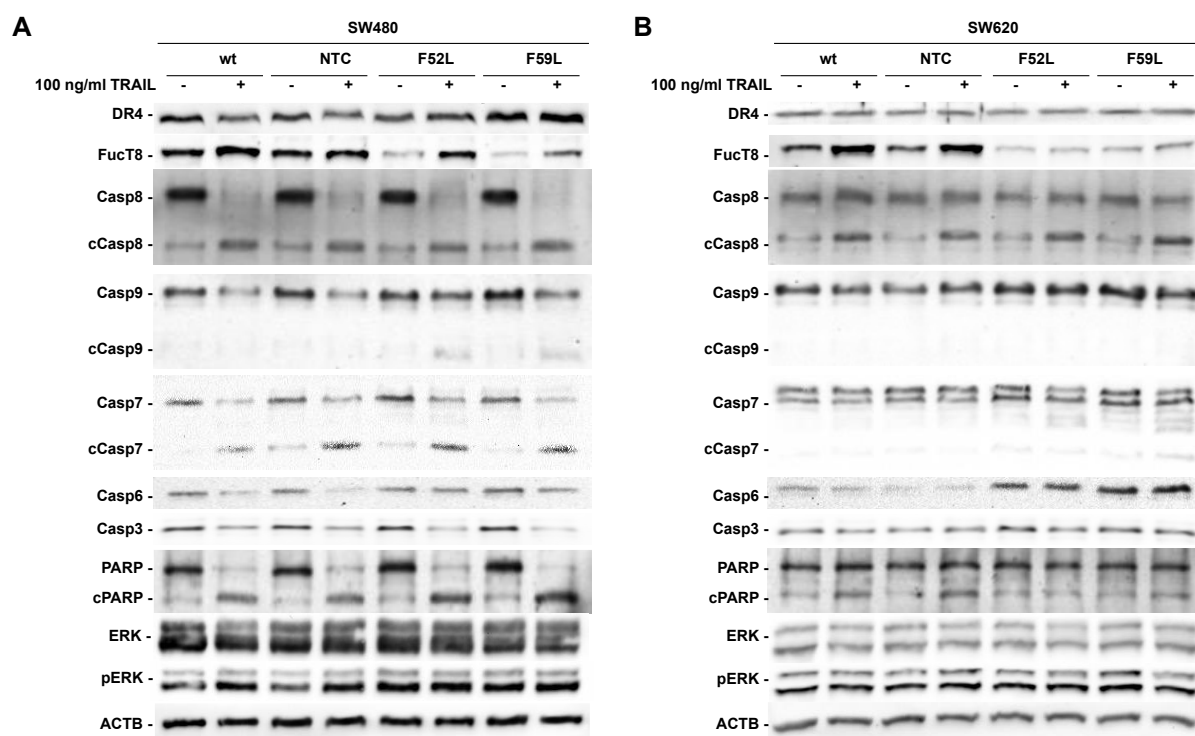 A
SW480
wt NTC F52L F59L
100 ng/ml TRAIL - + - + - + - +
DR4 -
FucT8 -
Casp8 -
cCasp8 -
Casp9 -
cCasp9 -
Casp7 -
cCasp7 -
Casp6 -
Casp3 -
PARP -
cPARP -
ERK -
pERK -
ACTB -
B
SW620
wt NTC F52L F59L
100 ng/ml TRAIL - + - + - + - +
DR4 -
FucT8 -
Casp8 -
cCasp8 -
Casp9 -
cCasp9 -
Casp7 -
cCasp7 -
Casp6 -
Casp3 -
PARP -
cPARP -
ERK -
pERK -
ACTB -